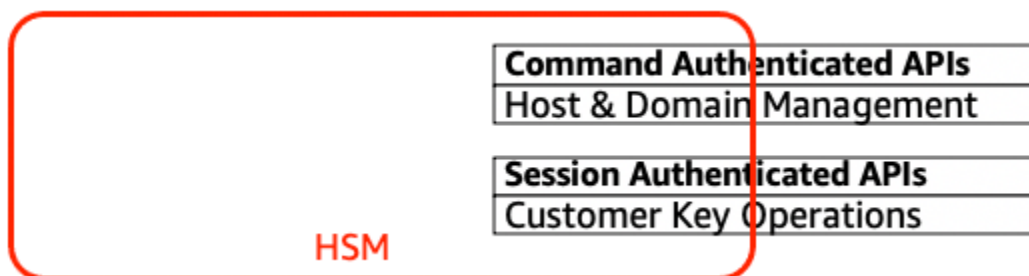 Command Authenticated APIs
Host & Domain Management
Session Authenticated APIs
Customer Key Operations
HSM